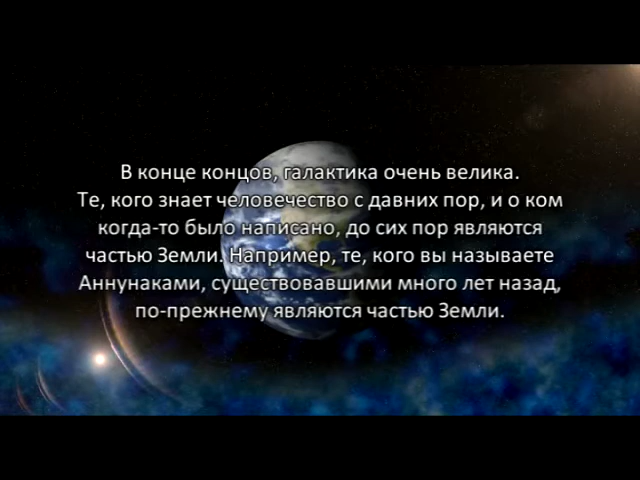 В конце концов, галактика очень велика.
Те, кого знает человечество с давних пор, и о ком
когда-то было написано, до сих пор являются
частью Земли. Например, те, кого вы называете
Аннунаками, существовавшими много лет назад,
по-прежнему являются частью Земли.